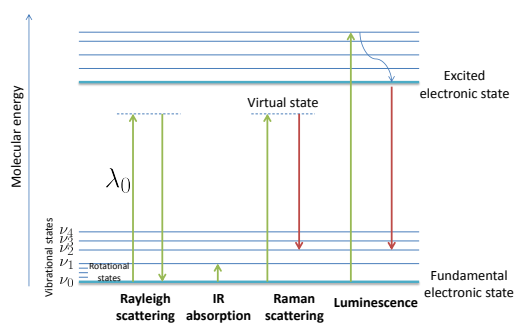 Molecular energy
Excited
electronic state
Virtual state
λ0
Vibrational states
ν4
ν3
ν2
ν1
ν0
Rotational
states
Fundamental
electronic state
Rayleigh
scattering
IR
absorption
Raman
scattering
Luminescence